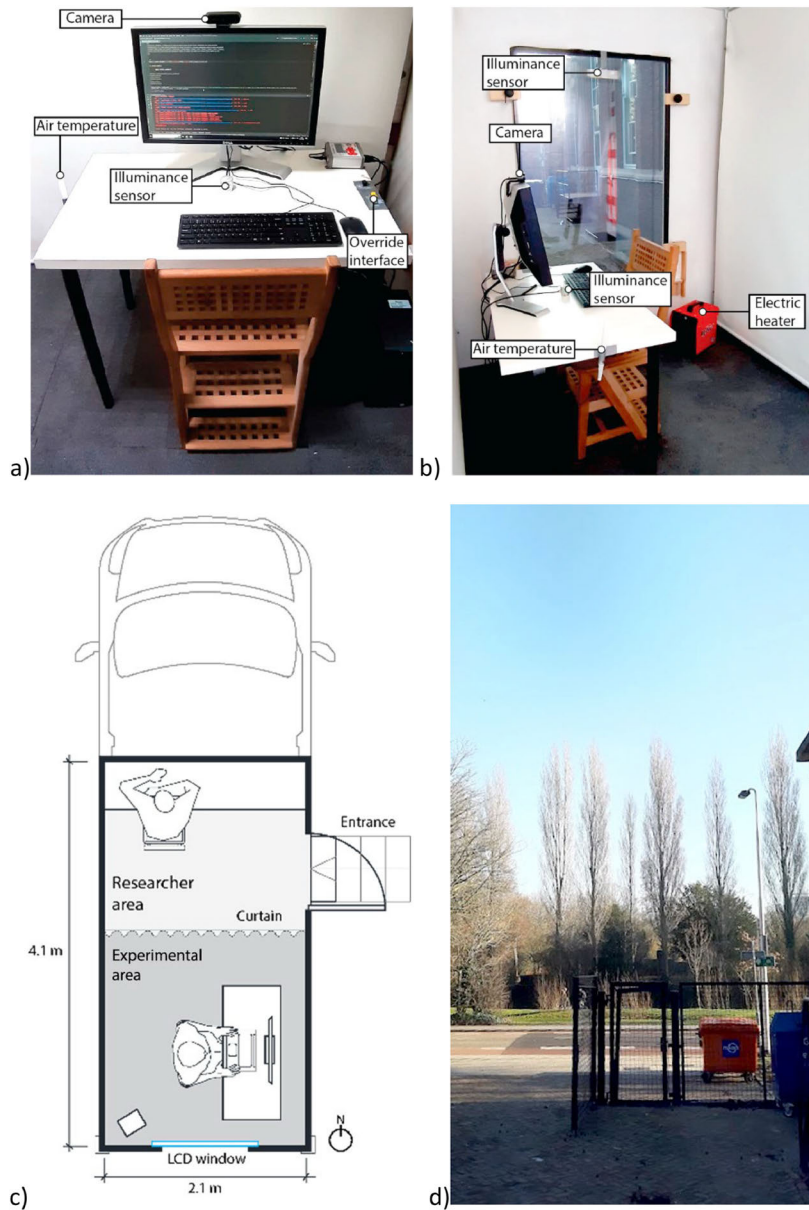 Camera
Air temperature
Illuminance
sensor
Override
interface
a)
Illuminance
sensor
Camera
Illuminance
sensor
Air temperature
Electric
heater
b)
Entrance
Researcher
area
Curtain
4.1 m
Experimental
area
N
LCD window
2.1 m
c)
d)